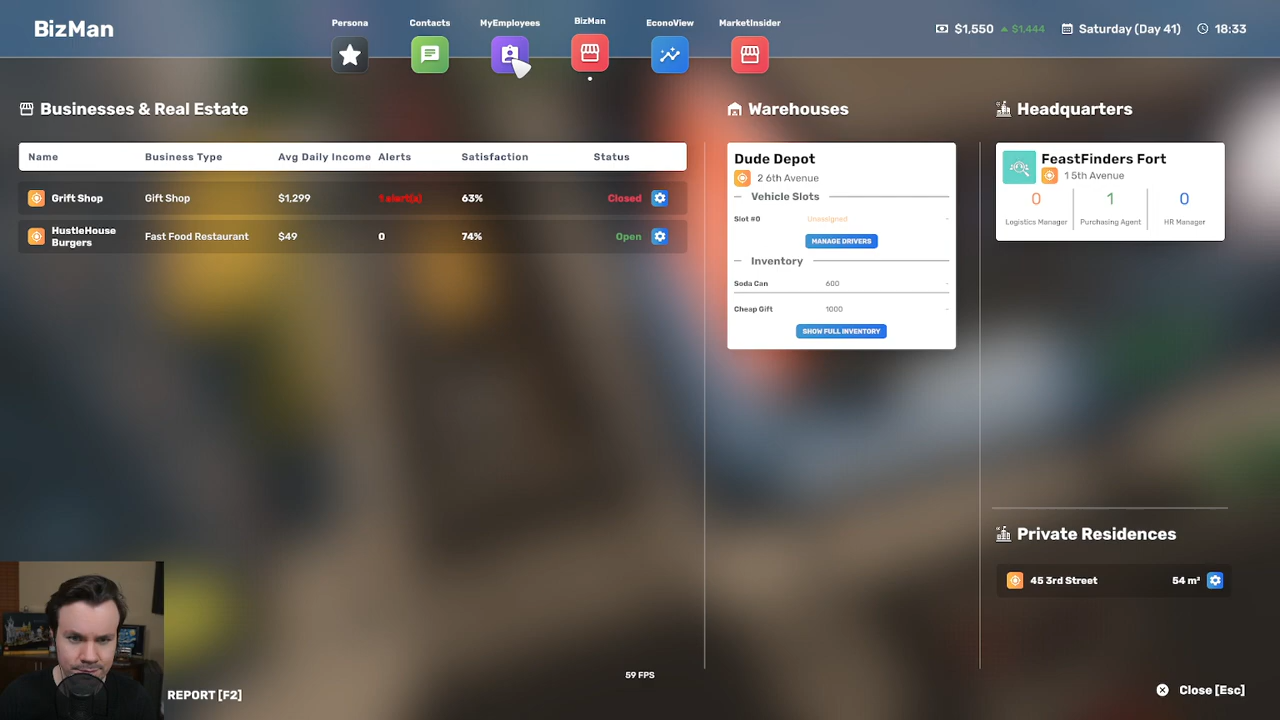 BizMan
Persona
Contacts
MyEmployees
BizMan
EconoView
MarketInsider
$1,550 $1,444
Saturday (Day 41)
18:33
Businesses & Real Estate
Name Business Type Avg Daily Income Alerts Satisfaction Status
Grift Shop Gift Shop $1,299 1 alert(s) 63% Closed
HustleHouse
Burgers
Fast Food Restaurant $49 0 74% Open
Warehouses
Dude Depot
2 6th Avenue
Vehicle Slots
Slot #0 Unassigned -
MANAGE DRIVERS
Inventory
Soda Can 600 -
Cheap Gift 1000 -
SHOW FULL INVENTORY
Headquarters
FeastFinders Fort
1 5th Avenue
0 1 0
Logistics Manager Purchasing Agent HR Manager
Private Residences
45 3rd Street 54 m²
59 FPS
REPORT [F2]
Close [Esc]